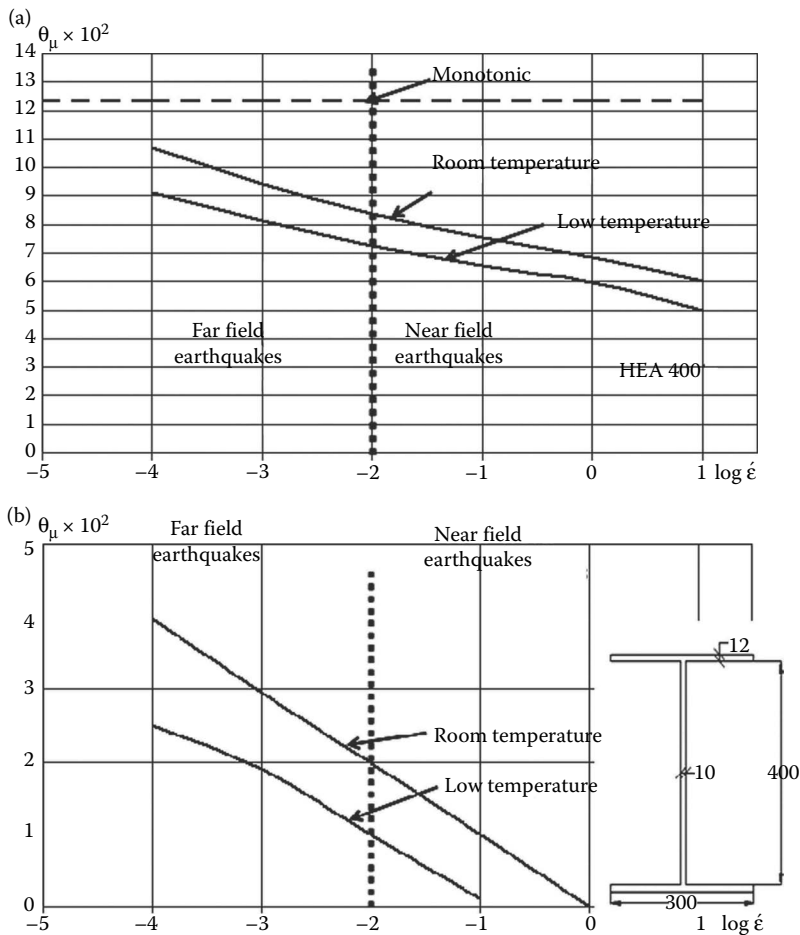 (a)
θμ × 10²
14
13
12
11
10
9
8
7
6
5
4
3
2
1
0
Monotonic
Room temperature
Low temperature
Far field
earthquakes
Near field
earthquakes
HEA 400
−5
−4
−3
−2
−1
0
1
log έ
(b)
θμ × 10²
5
4
3
2
1
0
Far field
earthquakes
Near field
earthquakes
Room temperature
Low temperature
12
10
400
300
−5
−4
−3
−2
−1
0
1
log έ